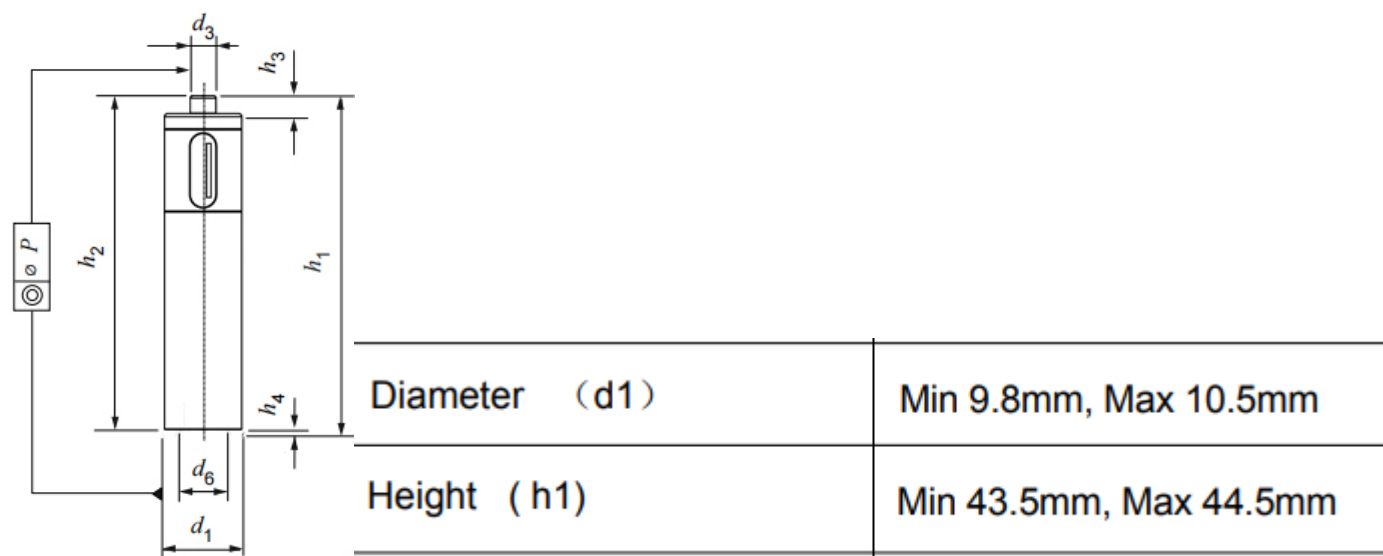 d3
h3
⌀ P
h2
h1
h4
d6
d1
Diameter （d1） Min 9.8mm, Max 10.5mm
Height ( h1) Min 43.5mm, Max 44.5mm